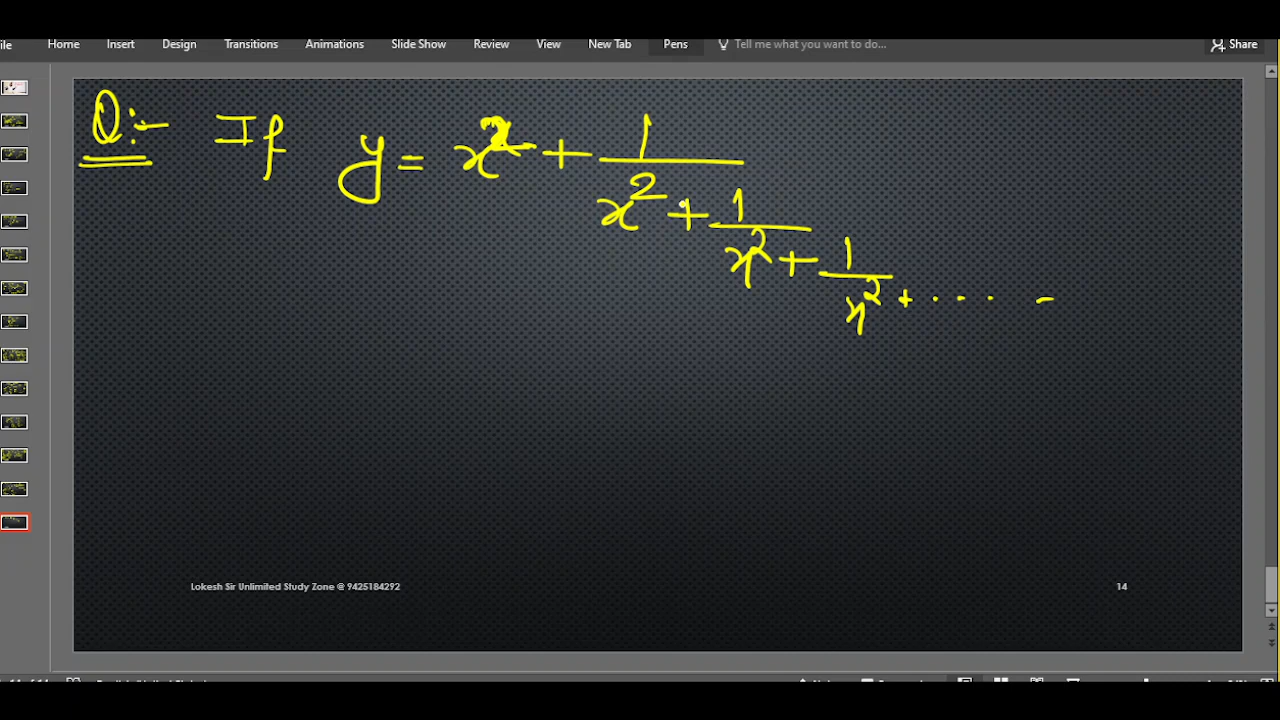 File Home Insert Design Transitions Animations Slide Show Review View New Tab Pens Tell me what you want to do... Share
Q:- If y = x² + 1/(x² + 1/(x² + 1/(x² + ..... -
Lokesh Sir Unlimited Study Zone @ 9425184292
14